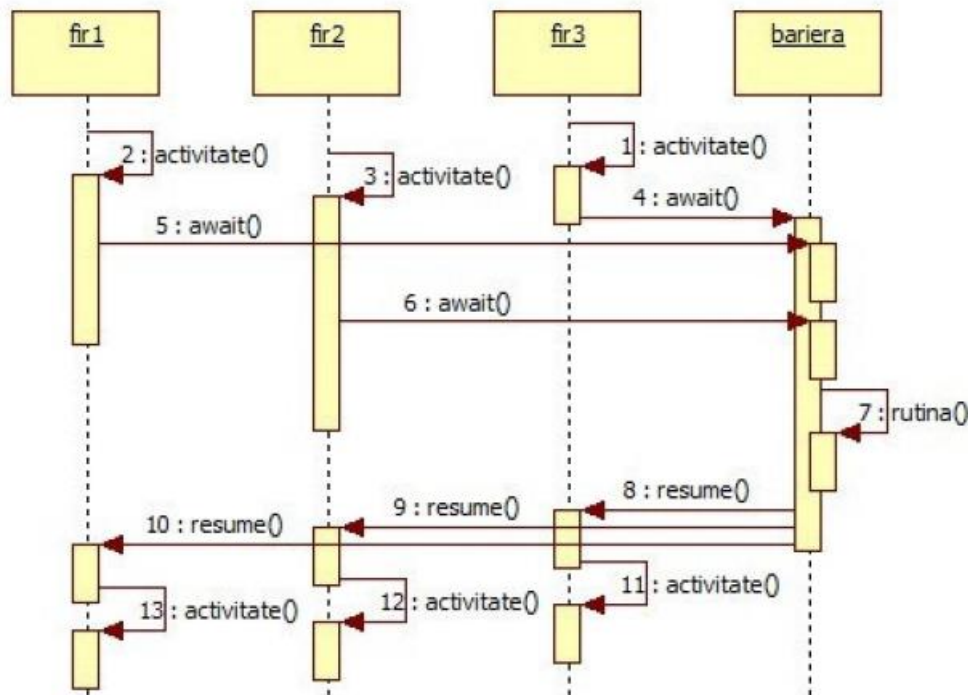 fir1
fir2
fir3
bariera
1 : activitate()
2 : activitate()
3 : activitate()
4 : await()
5 : await()
6 : await()
7 : rutina()
8 : resume()
9 : resume()
10 : resume()
11 : activitate()
12 : activitate()
13 : activitate()